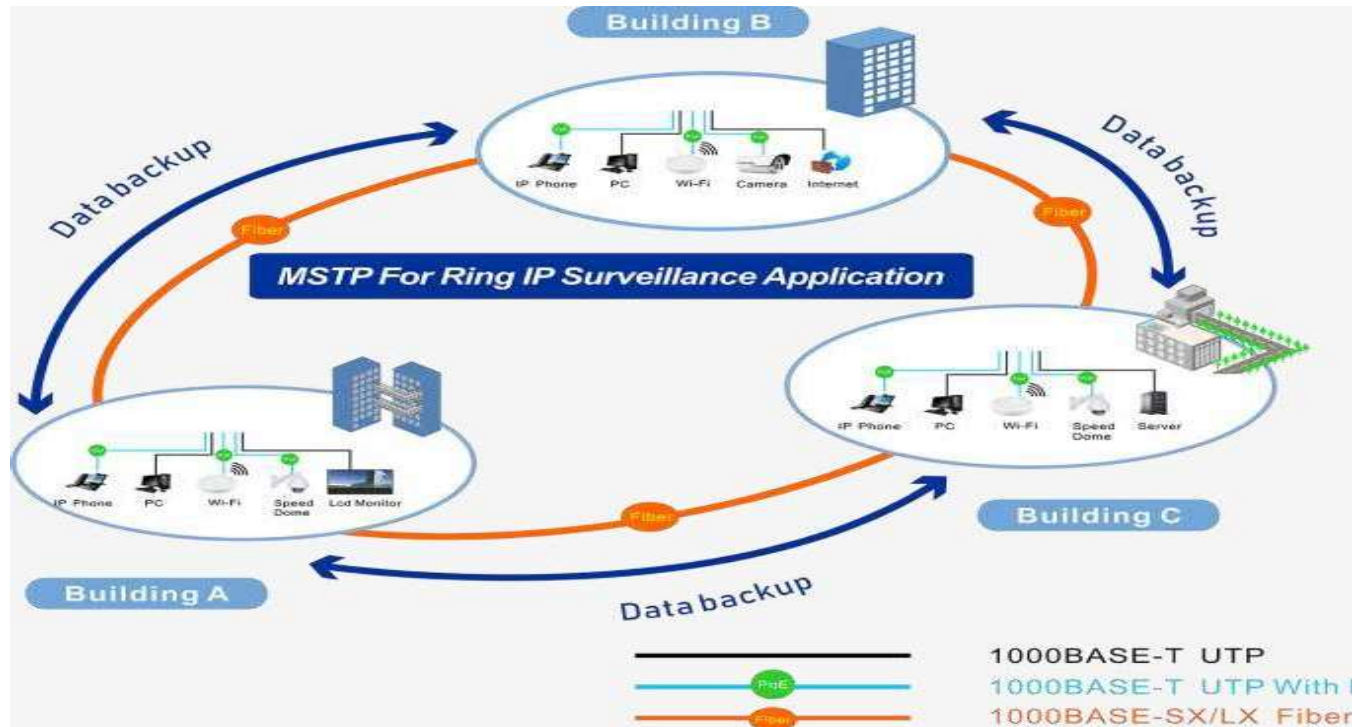 Building B
Data backup
Data backup
IP Phone PC Wi-Fi Camera Internet
Fiber
Fiber
MSTP For Ring IP Surveillance Application
IP Phone PC Wi-Fi Speed Dome Server
IP Phone PC Wi-Fi Speed Dome Lcd Monitor
Fiber
Building C
Building A
Data backup
1000BASE-T UTP
PoE
1000BASE-T UTP With
Fiber
1000BASE-SX/LX Fiber